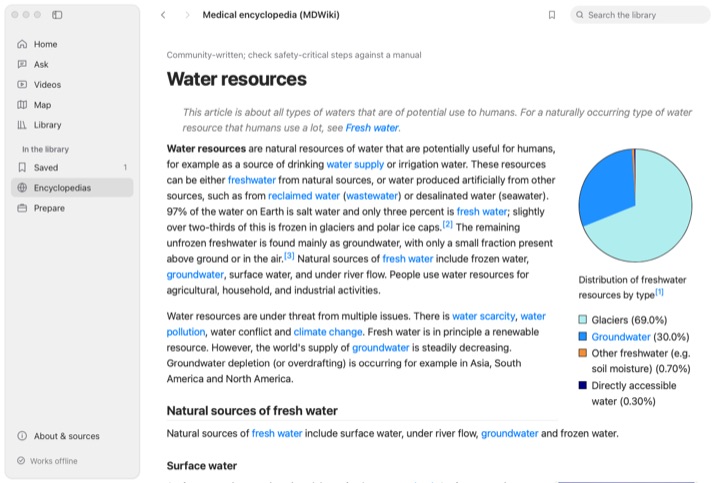 Medical encyclopedia (MDWiki)
Search the library
Home
Ask
Videos
Map
Library
In the library
Saved 1
Encyclopedias
Prepare
About & sources
Works offline
Community-written; check safety-critical steps against a manual
Water resources
This article is about all types of waters that are of potential use to humans. For a naturally occurring type of water
resource that humans use a lot, see Fresh water.
Water resources are natural resources of water that are potentially useful for humans,
for example as a source of drinking water supply or irrigation water. These resources
can be either freshwater from natural sources, or water produced artificially from other
sources, such as from reclaimed water (wastewater) or desalinated water (seawater).
97% of the water on Earth is salt water and only three percent is fresh water; slightly
over two-thirds of this is frozen in glaciers and polar ice caps.[2] The remaining
unfrozen freshwater is found mainly as groundwater, with only a small fraction present
above ground or in the air.[3] Natural sources of fresh water include frozen water,
groundwater, surface water, and under river flow. People use water resources for
agricultural, household, and industrial activities.
Water resources are under threat from multiple issues. There is water scarcity, water
pollution, water conflict and climate change. Fresh water is in principle a renewable
resource. However, the world's supply of groundwater is steadily decreasing.
Groundwater depletion (or overdrafting) is occurring for example in Asia, South
America and North America.
Distribution of freshwater
resources by type[1]
Glaciers (69.0%)
Groundwater (30.0%)
Other freshwater (e.g.
soil moisture) (0.70%)
Directly accessible
water (0.30%)
Natural sources of fresh water
Natural sources of fresh water include surface water, under river flow, groundwater and frozen water.
Surface water